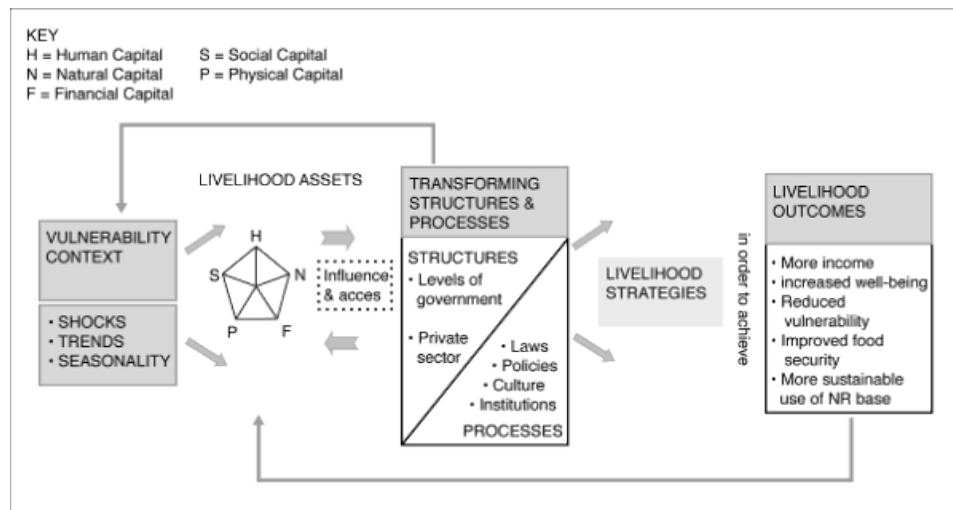 KEY
H = Human Capital
S = Social Capital
N = Natural Capital
P = Physical Capital
F = Financial Capital
LIVELIHOOD ASSETS
VULNERABILITY
CONTEXT
• SHOCKS
• TRENDS
• SEASONALITY
H
S
N
P
F
Influence
& acces
TRANSFORMING
STRUCTURES &
PROCESSES
STRUCTURES
• Levels of
government
• Private
sector
• Laws
• Policies
• Culture
• Institutions
PROCESSES
LIVELIHOOD
STRATEGIES
in order to achieve
LIVELIHOOD
OUTCOMES
• More income
• increased well-being
• Reduced
vulnerability
• Improved food
security
• More sustainable
use of NR base